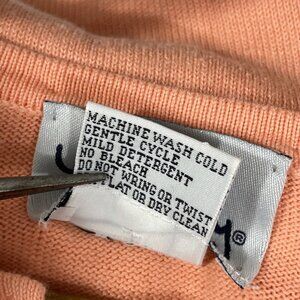 MACHINE WASH COLD
GENTLE CYCLE
MILD DETERGENT
NO BLEACH
DO NOT WRING OR TWIST
FLAT OR DRY CLEAN
®